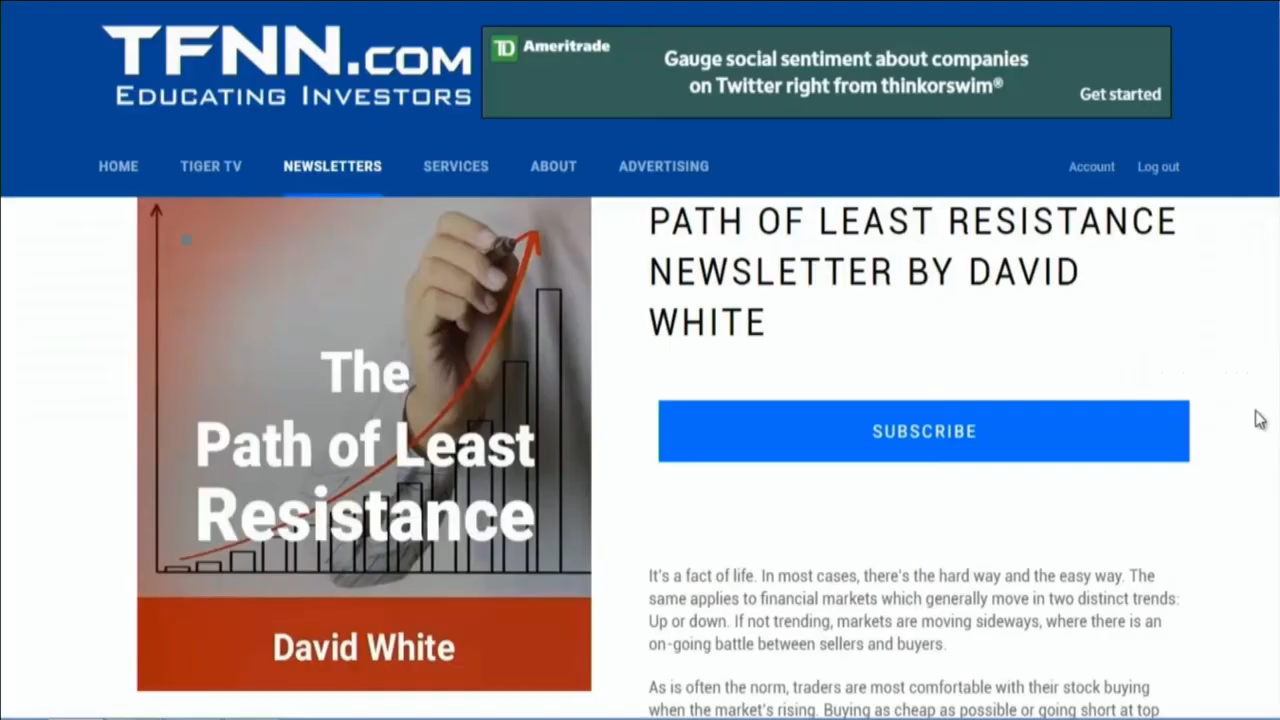 TFNN.COM
EDUCATING INVESTORS
TD Ameritrade
Gauge social sentiment about companies
on Twitter right from thinkorswim®
Get started
HOME TIGER TV NEWSLETTERS SERVICES ABOUT ADVERTISING Account Log out
The
Path of Least
Resistance
David White
PATH OF LEAST RESISTANCE
NEWSLETTER BY DAVID
WHITE
SUBSCRIBE
It's a fact of life. In most cases, there's the hard way and the easy way. The
same applies to financial markets which generally move in two distinct trends:
Up or down. If not trending, markets are moving sideways, where there is an
on-going battle between sellers and buyers.
As is often the norm, traders are most comfortable with their stock buying
when the market's rising. Buying as cheap as possible or going short at top